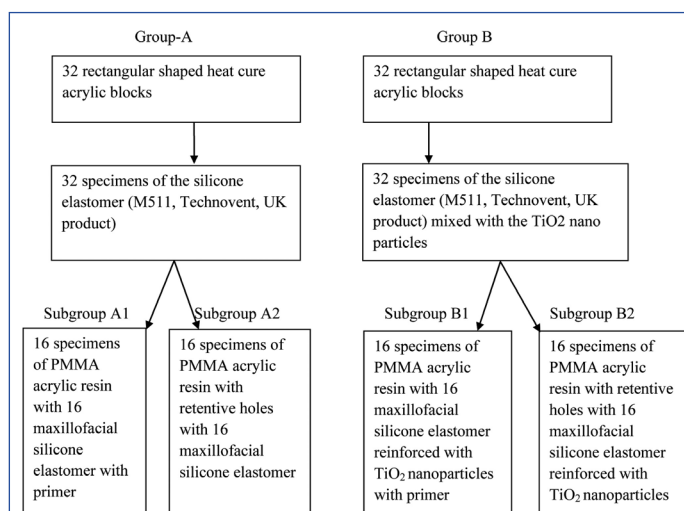 Group-A
32 rectangular shaped heat cure
acrylic blocks
32 specimens of the silicone
elastomer (M511, Technovent, UK
product)
Subgroup A1
16 specimens
of PMMA
acrylic resin
with 16
maxillofacial
silicone
elastomer with
primer
Subgroup A2
16 specimens of
PMMA acrylic
resin with
retentive holes
with 16
maxillofacial
silicone elastomer
Group B
32 rectangular shaped heat cure
acrylic blocks
32 specimens of the silicone
elastomer (M511, Technovent, UK
product) mixed with the TiO2 nano
particles
Subgroup B1
16 specimens of
PMMA acrylic
resin with 16
maxillofacial
silicone elastomer
reinforced with
TiO₂ nanoparticles
with primer
Subgroup B2
16 specimens of
PMMA acrylic
resin with retentive
holes with 16
maxillofacial
silicone elastomer
reinforced with
TiO₂ nanoparticles